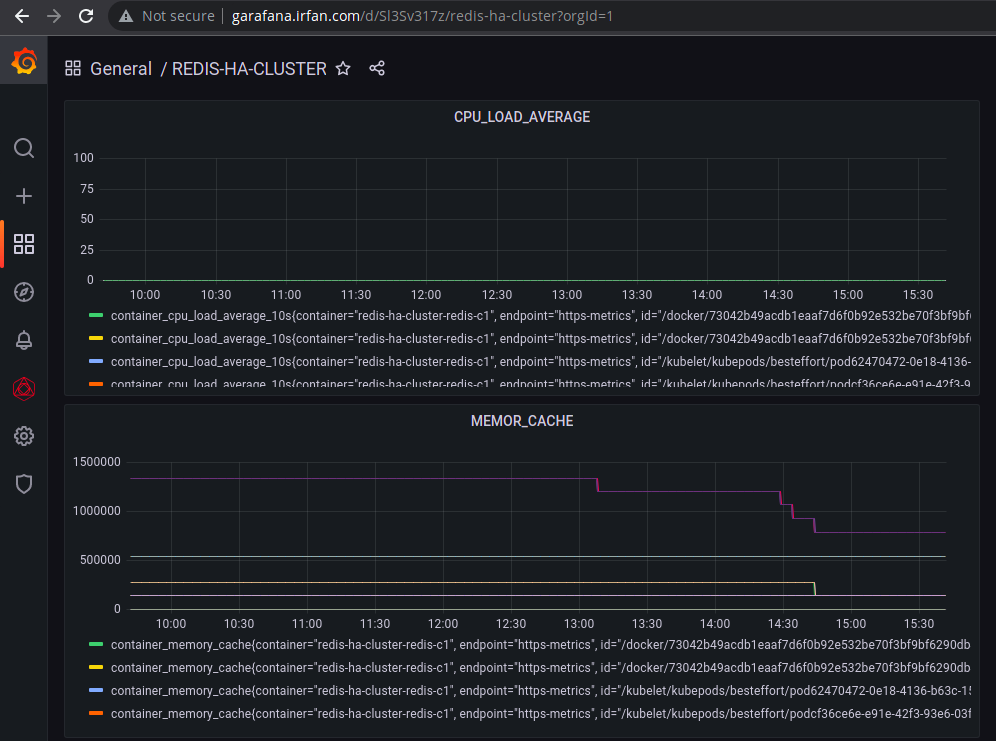 Not secure | garafana.irfan.com/d/Sl3Sv317z/redis-ha-cluster?orgId=1
General / REDIS-HA-CLUSTER
CPU_LOAD_AVERAGE
100
75
50
25
0
10:00 10:30 11:00 11:30 12:00 12:30 13:00 13:30 14:00 14:30 15:00 15:30
container_cpu_load_average_10s{container="redis-ha-cluster-redis-c1", endpoint="https-metrics", id="/docker/73042b49acdb1eaaf7d6f0b92e532be70f3bf9bf
container_cpu_load_average_10s{container="redis-ha-cluster-redis-c1", endpoint="https-metrics", id="/docker/73042b49acdb1eaaf7d6f0b92e532be70f3bf9bf
container_cpu_load_average_10s{container="redis-ha-cluster-redis-c1", endpoint="https-metrics", id="/kubelet/kubepods/besteffort/pod62470472-0e18-4136-
container_cpu_load_average_10s{container="redis-ha-cluster-redis-c1", endpoint="https-metrics", id="/kubelet/kubepods/besteffort/podcf36ce6e-e91e-42f3-9
MEMOR_CACHE
1500000
1000000
500000
0
10:00 10:30 11:00 11:30 12:00 12:30 13:00 13:30 14:00 14:30 15:00 15:30
container_memory_cache{container="redis-ha-cluster-redis-c1", endpoint="https-metrics", id="/docker/73042b49acdb1eaaf7d6f0b92e532be70f3bf9bf6290db
container_memory_cache{container="redis-ha-cluster-redis-c1", endpoint="https-metrics", id="/docker/73042b49acdb1eaaf7d6f0b92e532be70f3bf9bf6290db
container_memory_cache{container="redis-ha-cluster-redis-c1", endpoint="https-metrics", id="/kubelet/kubepods/besteffort/pod62470472-0e18-4136-b63c-15
container_memory_cache{container="redis-ha-cluster-redis-c1", endpoint="https-metrics", id="/kubelet/kubepods/besteffort/podcf36ce6e-e91e-42f3-93e6-03f